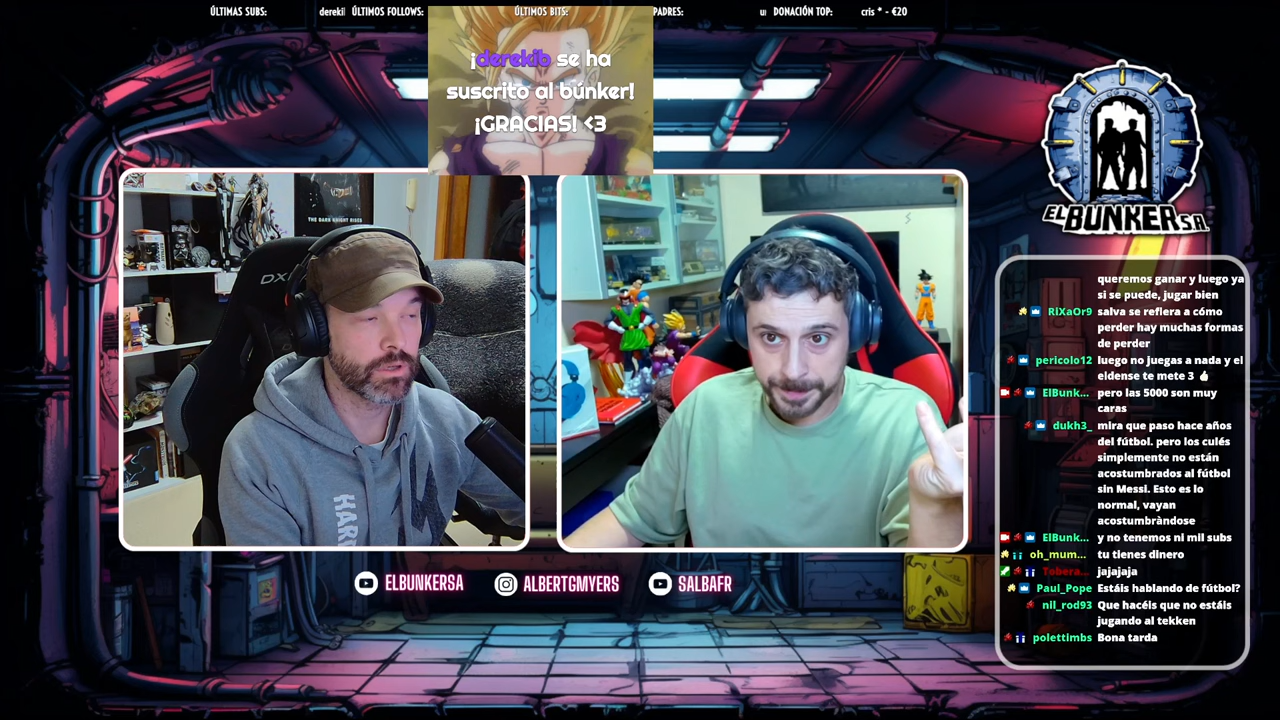 ÚLTIMAS SUBS:
ÚLTIMOS FOLLOWS:
ÚLTIMOS BITS:
PADRES:
DONACIÓN TOP:
cris * - €20
¡derekib se ha
suscrito al búnker!
¡GRACIAS! <3
THE DARK KNIGHT RISES
DX
HARD
EL BUNKER S.A.
queremos ganar y luego ya
si se puede, jugar bien
RIXaOr9 salva se refiera a cómo
perder hay muchas formas
de perder
pericolo12 luego no juegas a nada y el
eldense te mete 3 👍
ElBunk... pero las 5000 son muy
caras
dukh3_ mira que paso hace años
del fútbol. pero los culés
simplemente no están
acostumbrados al fútbol
sin Messi. Esto es lo
normal, vayan
acostumbràndose
ElBunk... y no tenemos ni mil subs
oh_mum... tu tienes dinero
Tobera... jajajaja
Paul_Pope Estáis hablando de fútbol?
nil_rod93 Que hacéis que no estáis
jugando al tekken
polettimbs Bona tarda
ELBUNKERSA
ALBERTGMYERS
SALBAFR